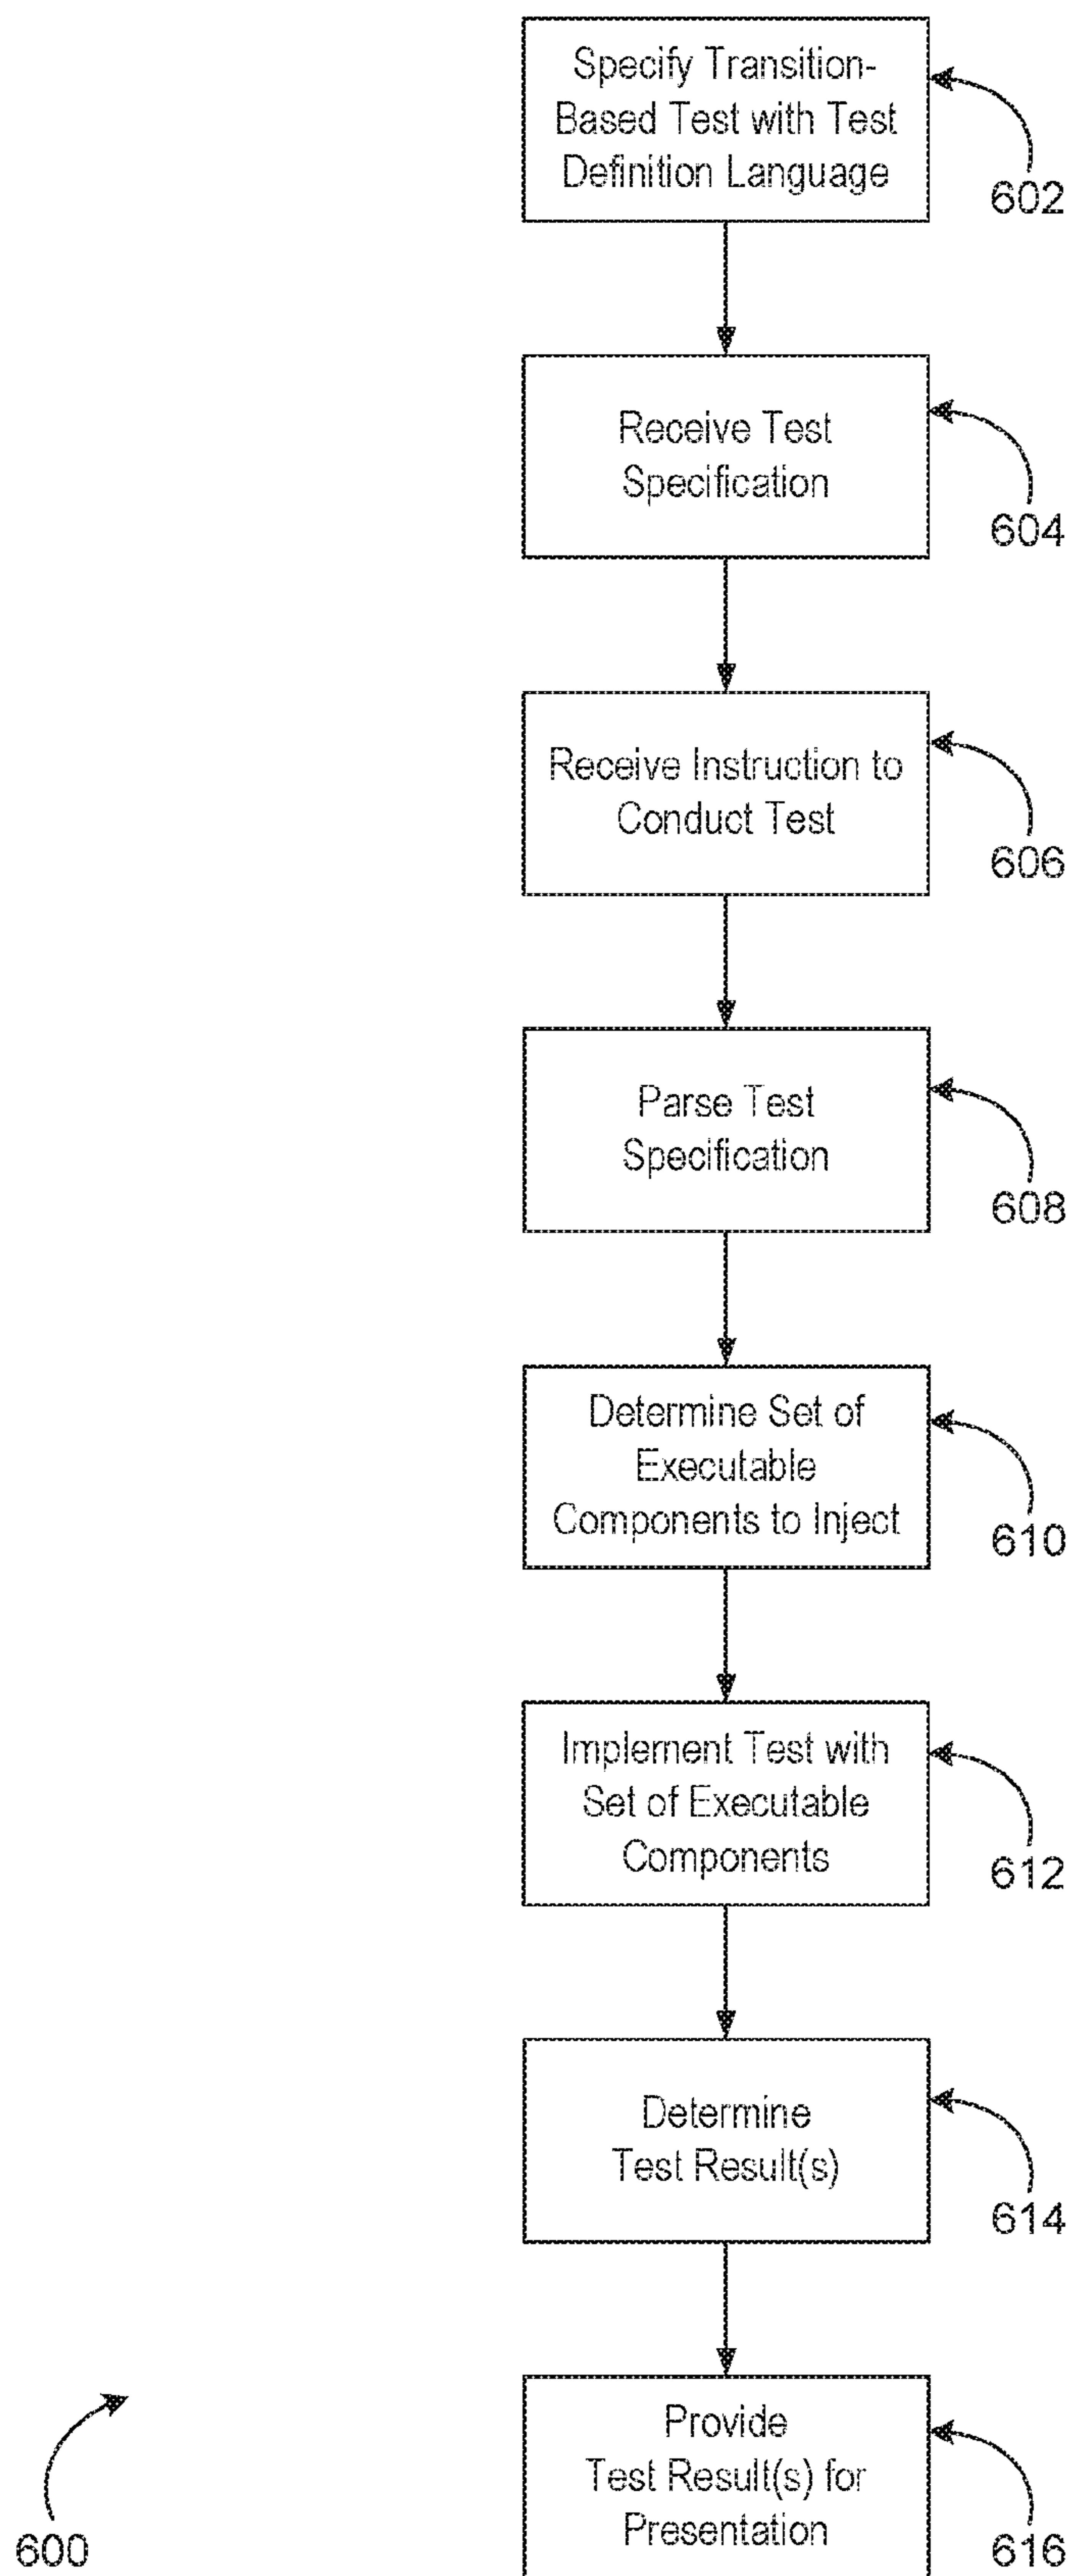 Specify Transition-
Based Test with Test
Definition Language
602
Receive Test
Specification
604
Receive Instruction to
Conduct Test
606
Parse Test
Specification
608
Determine Set of
Executable
Components to Inject
610
Implement Test with
Set of Executable
Components
612
Determine
Test Result(s)
614
Provide
Test Result(s) for
Presentation
616
600